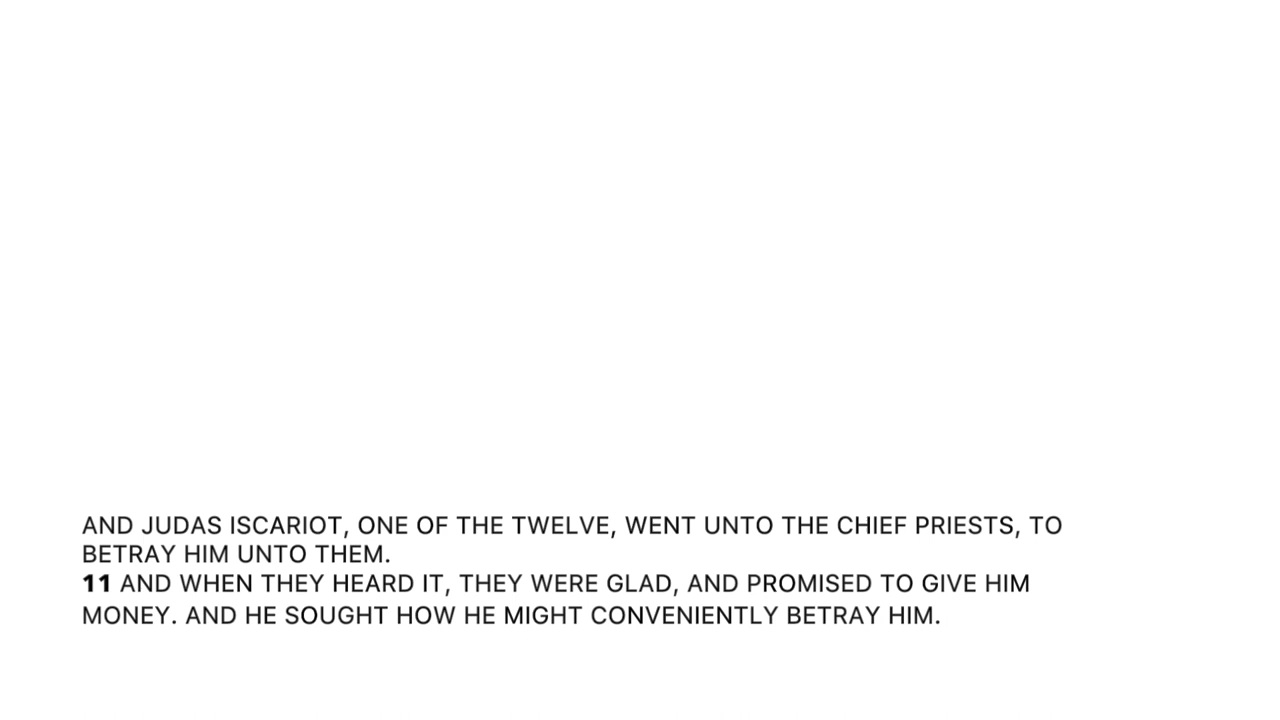 AND JUDAS ISCARIOT, ONE OF THE TWELVE, WENT UNTO THE CHIEF PRIESTS, TO
BETRAY HIM UNTO THEM.
11 AND WHEN THEY HEARD IT, THEY WERE GLAD, AND PROMISED TO GIVE HIM
MONEY. AND HE SOUGHT HOW HE MIGHT CONVENIENTLY BETRAY HIM.